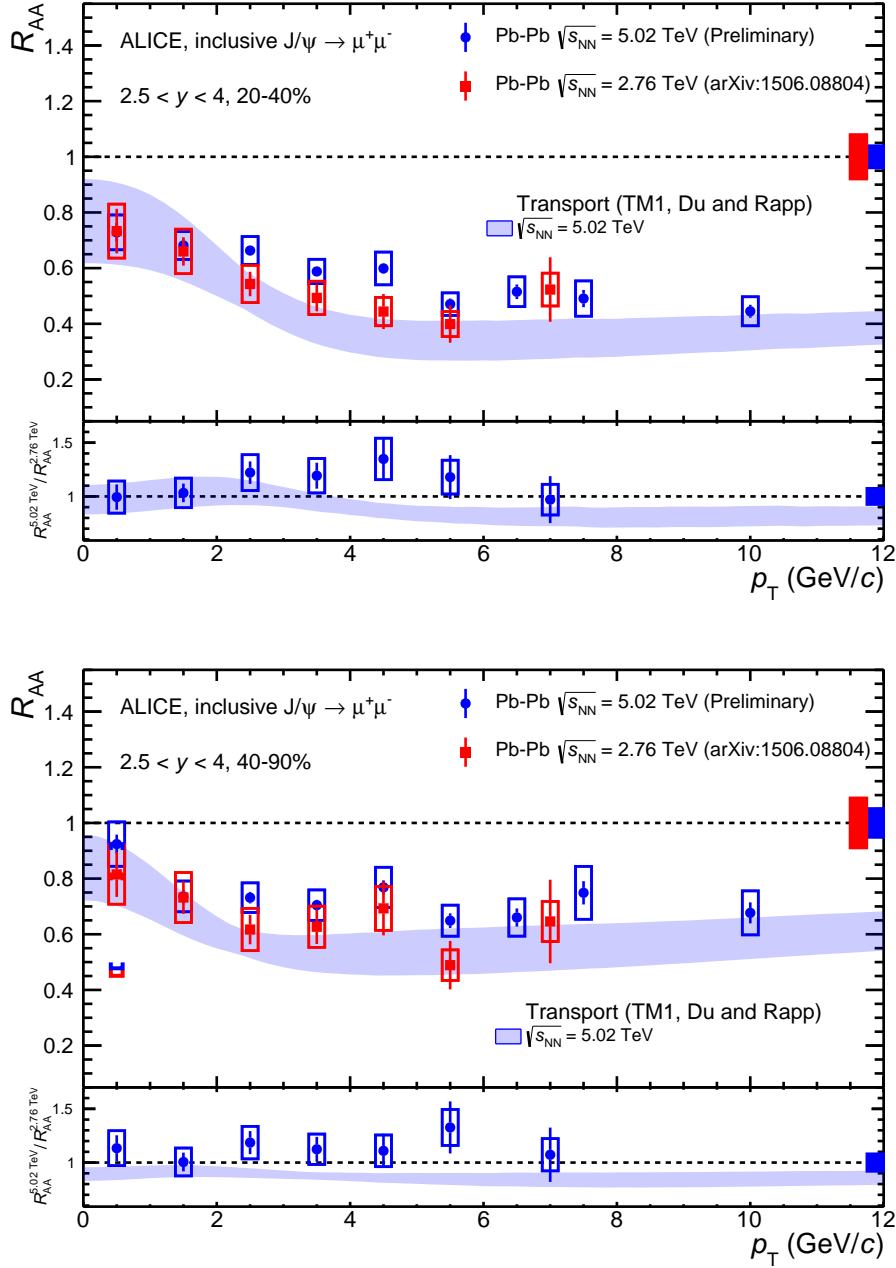 R_AA
1.4
1.2
1
0.8
0.6
0.4
0.2
ALICE, inclusive J/ψ → μ⁺μ⁻
2.5 < y < 4, 20-40%
Pb-Pb √s_NN = 5.02 TeV (Preliminary)
Pb-Pb √s_NN = 2.76 TeV (arXiv:1506.08804)
Transport (TM1, Du and Rapp)
√s_NN = 5.02 TeV
R_AA^5.02 TeV/R_AA^2.76 TeV
1.5
1
0 2 4 6 8 10 12
p_T (GeV/c)
R_AA
1.4
1.2
1
0.8
0.6
0.4
0.2
ALICE, inclusive J/ψ → μ⁺μ⁻
2.5 < y < 4, 40-90%
Pb-Pb √s_NN = 5.02 TeV (Preliminary)
Pb-Pb √s_NN = 2.76 TeV (arXiv:1506.08804)
Transport (TM1, Du and Rapp)
√s_NN = 5.02 TeV
R_AA^5.02 TeV/R_AA^2.76 TeV
1.5
1
0 2 4 6 8 10 12
p_T (GeV/c)